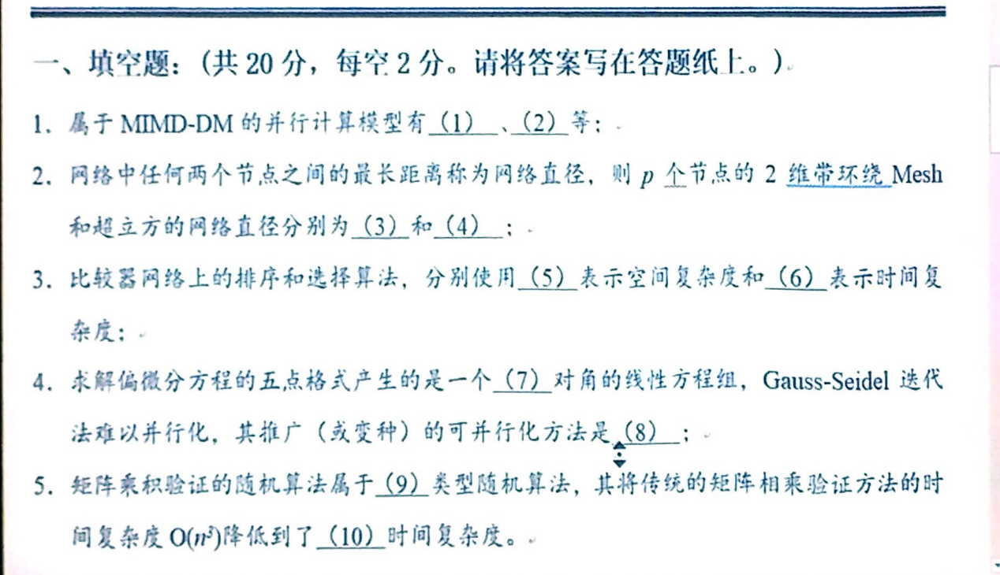 一、填空题：（共 20 分，每空 2 分。请将答案写在答题纸上。）
1. 属于 MIMD-DM 的并行计算模型有（1）、（2）等；
2. 网络中任何两个节点之间的最长距离称为网络直径，则 p 个节点的 2 维带环绕 Mesh
和超立方的网络直径分别为（3）和（4）；
3. 比较器网络上的排序和选择算法，分别使用（5）表示空间复杂度和（6）表示时间复
杂度；
4. 求解偏微分方程的五点格式产生的是一个（7）对角的线性方程组，Gauss-Seidel 迭代
法难以并行化，其推广（或变种）的可并行化方法是（8）；
5. 矩阵乘积验证的随机算法属于（9）类型随机算法，其将传统的矩阵相乘验证方法的时
间复杂度 O(n³)降低到了（10）时间复杂度。